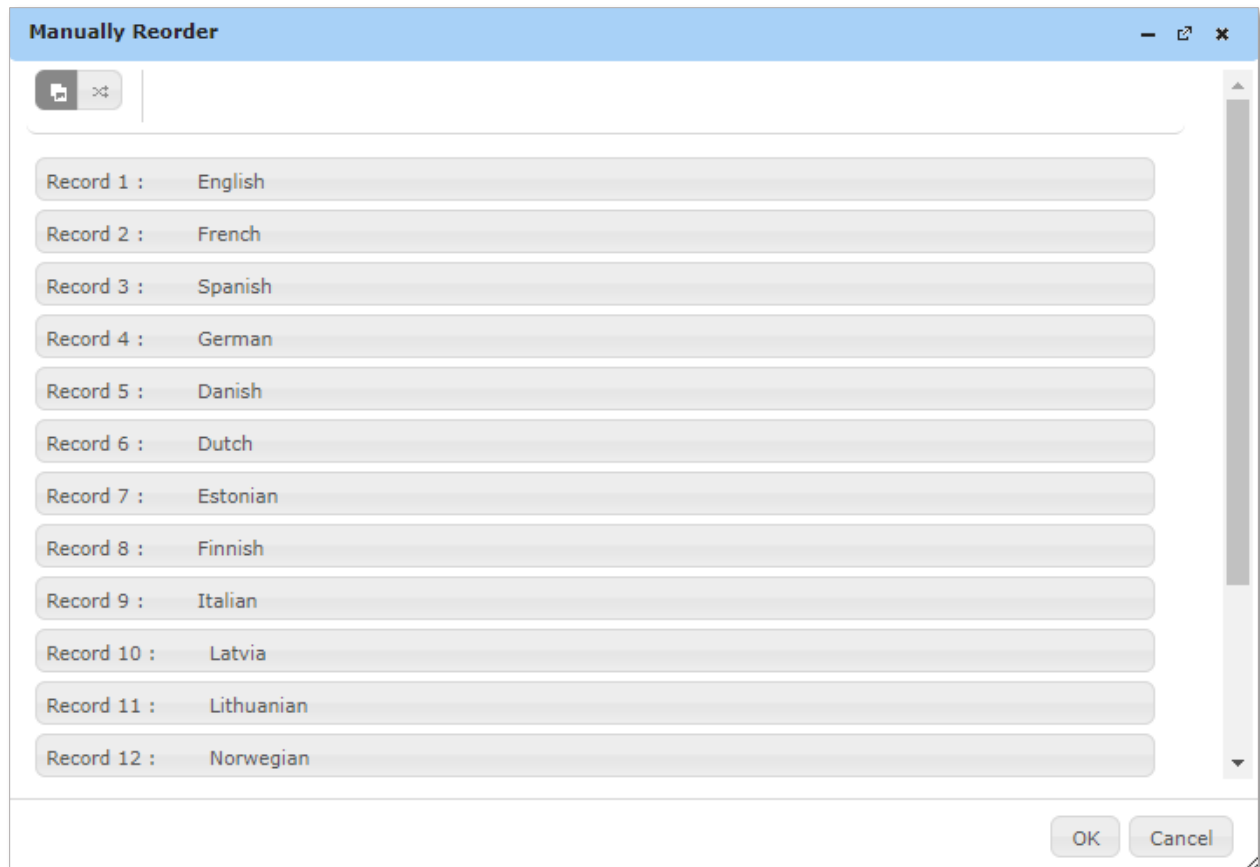 Manually Reorder
Record 1 : English
Record 2 : French
Record 3 : Spanish
Record 4 : German
Record 5 : Danish
Record 6 : Dutch
Record 7 : Estonian
Record 8 : Finnish
Record 9 : Italian
Record 10 : Latvia
Record 11 : Lithuanian
Record 12 : Norwegian
OK Cancel